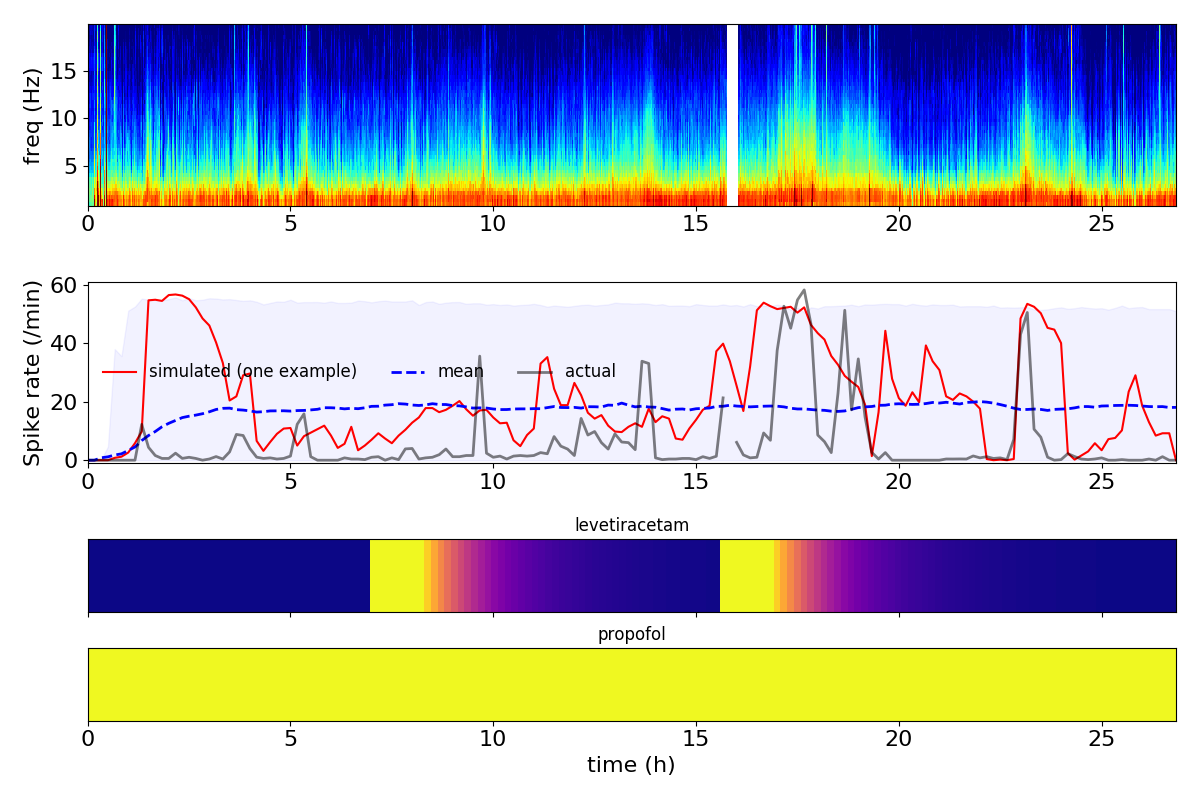 freq (Hz)
15
10
5
0 5 10 15 20 25
Spike rate (/min)
60
40
20
0
simulated (one example) mean actual
0 5 10 15 20 25
levetiracetam
propofol
0 5 10 15 20 25
time (h)